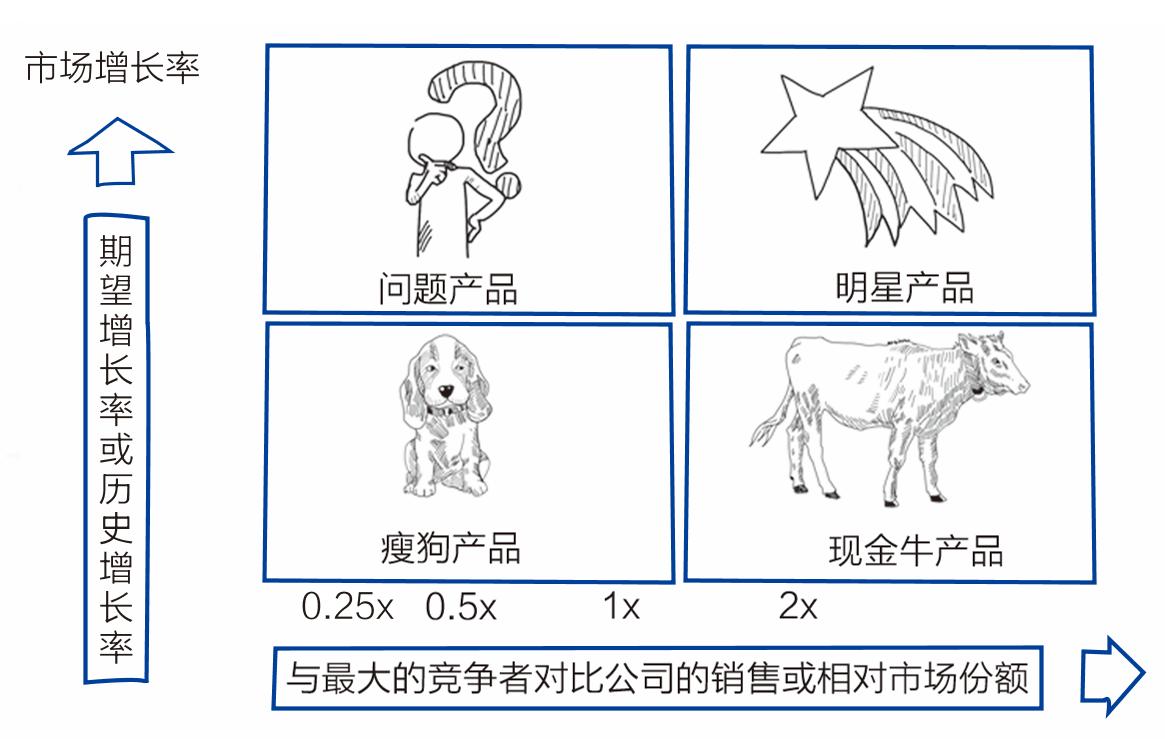 市场增长率
期望增长率或历史增长率
问题产品
明星产品
瘦狗产品
现金牛产品
0.25x 0.5x 1x 2x
与最大的竞争者对比公司的销售或相对市场份额